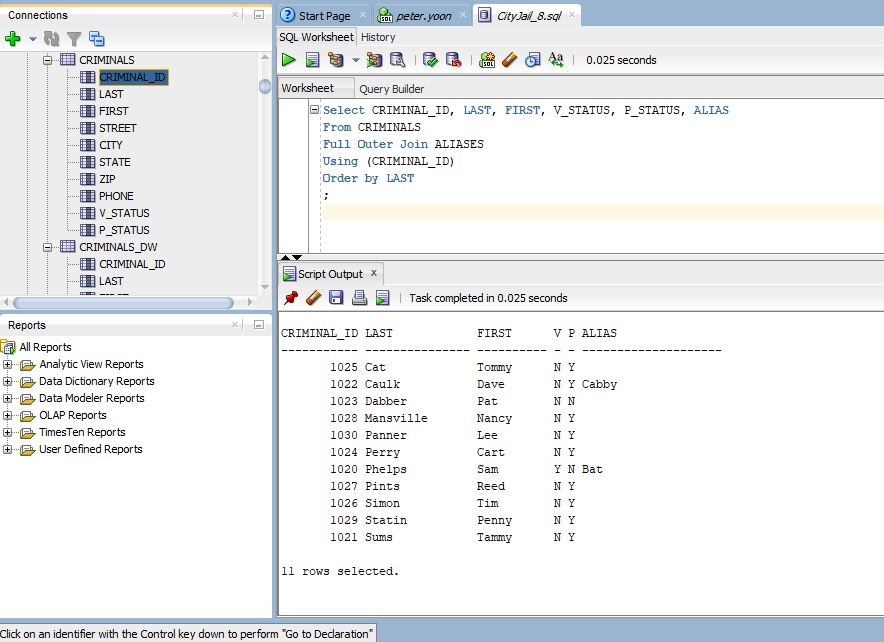 Connections
CRIMINALS
CRIMINAL_ID
LAST
FIRST
STREET
CITY
STATE
ZIP
PHONE
V_STATUS
P_STATUS
CRIMINALS_DW
CRIMINAL_ID
LAST
Reports
All Reports
Analytic View Reports
Data Dictionary Reports
Data Modeler Reports
OLAP Reports
TimesTen Reports
User Defined Reports
Start Page peter.yoon CityJail_8.sql
SQL Worksheet History
0.025 seconds
Worksheet Query Builder
Select CRIMINAL_ID, LAST, FIRST, V_STATUS, P_STATUS, ALIAS
From CRIMINALS
Full Outer Join ALIASES
Using (CRIMINAL_ID)
Order by LAST
;
Script Output x
Task completed in 0.025 seconds
CRIMINAL_ID LAST FIRST V P ALIAS
----------- --------------- ---------- - - --------------------
1025 Cat Tommy N Y
1022 Caulk Dave N Y Cabby
1023 Dabber Pat N N
1028 Mansville Nancy N Y
1030 Panner Lee N Y
1024 Perry Cart N Y
1020 Phelps Sam Y N Bat
1027 Pints Reed N Y
1026 Simon Tim N Y
1029 Statin Penny N Y
1021 Sums Tammy N Y
11 rows selected.
Click on an identifier with the Control key down to perform "Go to Declaration"